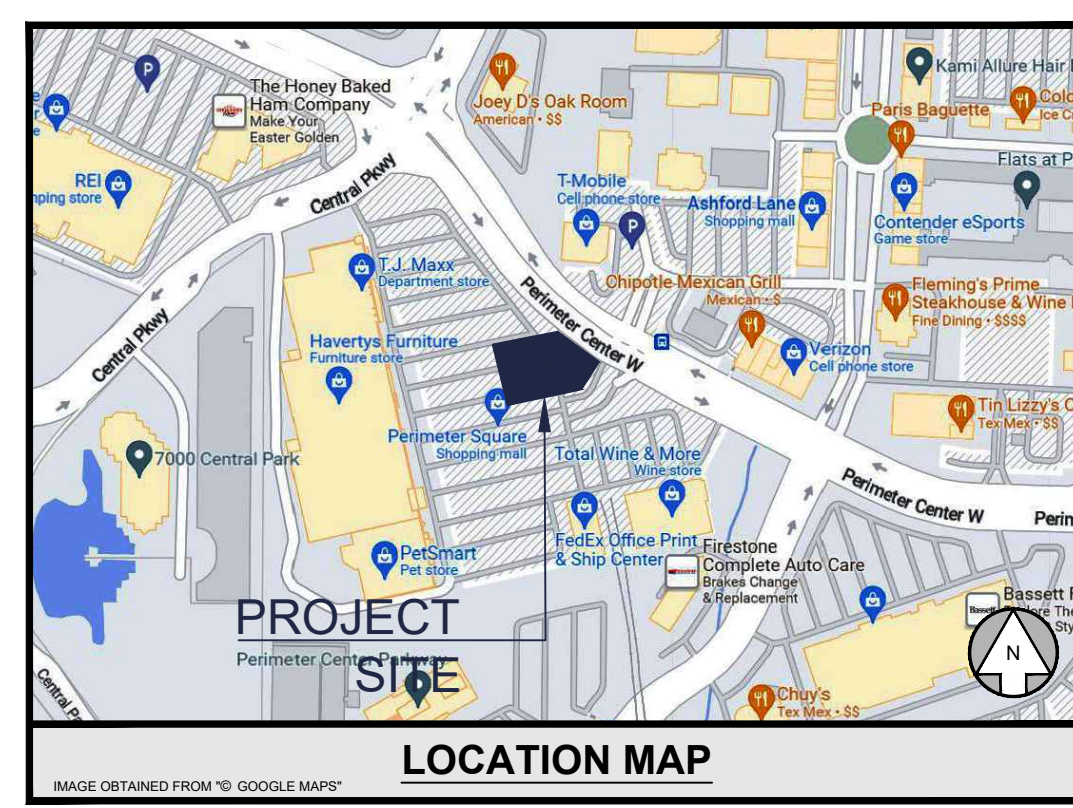 P
The Honey Baked
Ham Company
Make Your
Easter Golden
Joey D's Oak Room
American • $$
Kami Allure Hair
Paris Baguette
Flats at P
REI
Central Pkwy
T-Mobile
Cell phone store
P
Ashford Lane
Shopping mall
Contender eSports
Game store
T.J. Maxx
Department store
Chipotle Mexican Grill
Mexican • $
Fleming's Prime
Steakhouse & Wine
Fine Dining • $$$$
Perimeter Center W
Central Pkwy
Havertys Furniture
Furniture store
Verizon
Cell phone store
Tin Lizzy's C
Tex Mex • $$
Perimeter Square
Shopping mall
7000 Central Park
Total Wine & More
Wine store
Perimeter Center W
Perin
FedEx Office Print
& Ship Center
Firestone
Complete Auto Care
Brakes Change
& Replacement
PetSmart
Pet store
Bassett
Bassett F
PROJECT
SITE
N
Perimeter Center Parkway
Chuy's
Tex Mex • $$
LOCATION MAP
IMAGE OBTAINED FROM "© GOOGLE MAPS"